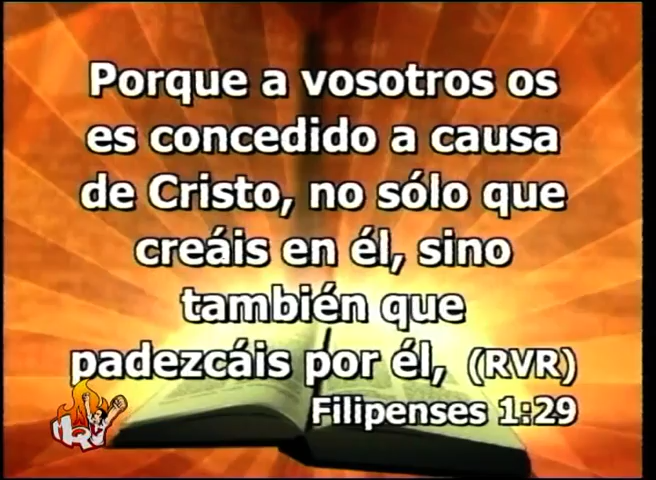 Porque a vosotros os
es concedido a causa
de Cristo, no sólo que
creáis en él, sino
también que
padezcáis por él, (RVR)
Filipenses 1:29